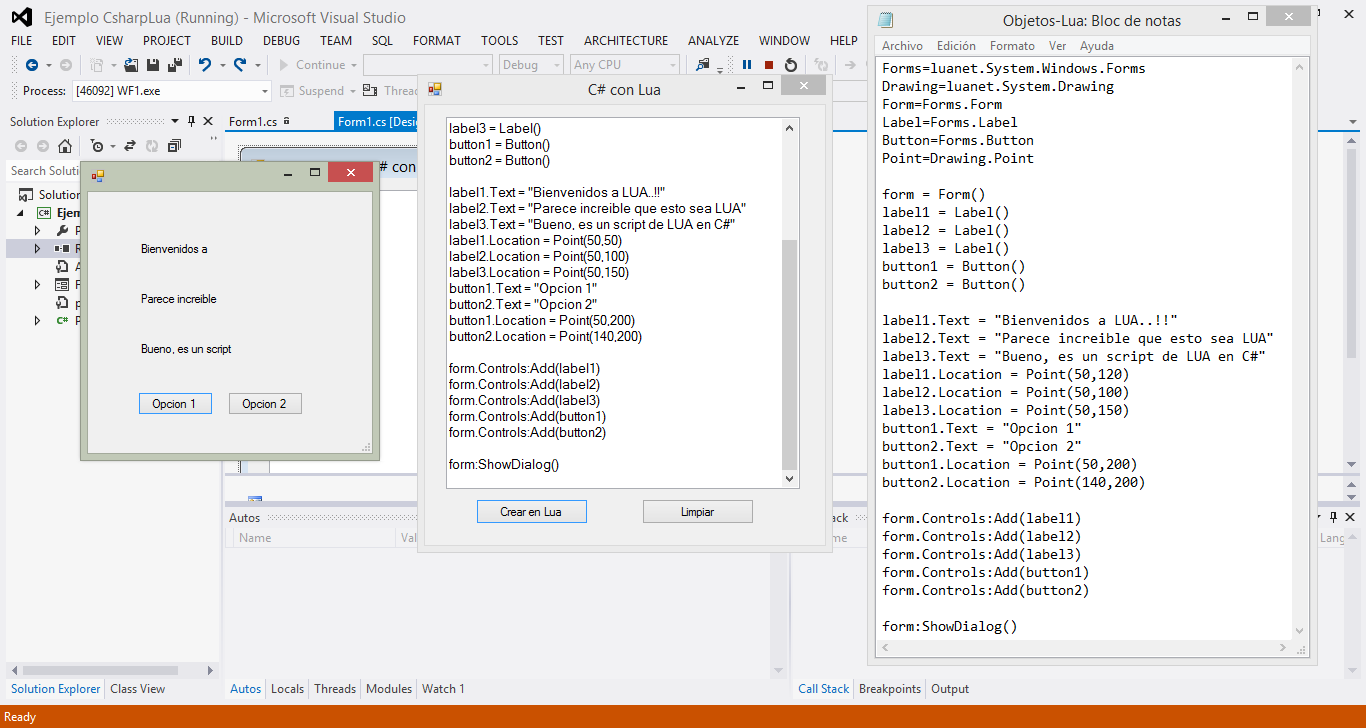 Ejemplo CsharpLua (Running) - Microsoft Visual Studio
FILE EDIT VIEW PROJECT BUILD DEBUG TEAM SQL FORMAT TOOLS TEST ARCHITECTURE ANALYZE WINDOW HELP
Continue Debug Any CPU
Process: [46092] WF1.exe Suspend Threa
Solution Explorer
Form1.cs
Form1.cs [Desi
Search Soluti
Solution
Ejem
# con
Bienvenidos a
Parece increible
Bueno, es un script
Opcion 1 Opcion 2
C# con Lua
label3 = Label()
button1 = Button()
button2 = Button()
label1.Text = "Bienvenidos a LUA..!!"
label2.Text = "Parece increible que esto sea LUA"
label3.Text = "Bueno, es un script de LUA en C#"
label1.Location = Point(50,50)
label2.Location = Point(50,100)
label3.Location = Point(50,150)
button1.Text = "Opcion 1"
button2.Text = "Opcion 2"
button1.Location = Point(50,200)
button2.Location = Point(140,200)
form.Controls:Add(label1)
form.Controls:Add(label2)
form.Controls:Add(label3)
form.Controls:Add(button1)
form.Controls:Add(button2)
form:ShowDialog()
Crear en Lua Limpiar
Objetos-Lua: Bloc de notas
Archivo Edición Formato Ver Ayuda
Forms=luanet.System.Windows.Forms
Drawing=luanet.System.Drawing
Form=Forms.Form
Label=Forms.Label
Button=Forms.Button
Point=Drawing.Point
form = Form()
label1 = Label()
label2 = Label()
label3 = Label()
button1 = Button()
button2 = Button()
label1.Text = "Bienvenidos a LUA..!!"
label2.Text = "Parece increible que esto sea LUA"
label3.Text = "Bueno, es un script de LUA en C#"
label1.Location = Point(50,120)
label2.Location = Point(50,100)
label3.Location = Point(50,150)
button1.Text = "Opcion 1"
button2.Text = "Opcion 2"
button1.Location = Point(50,200)
button2.Location = Point(140,200)
form.Controls:Add(label1)
form.Controls:Add(label2)
form.Controls:Add(label3)
form.Controls:Add(button1)
form.Controls:Add(button2)
form:ShowDialog()
Autos
Name Val
ack
me Lang
Solution Explorer Class View
Autos Locals Threads Modules Watch 1
Call Stack Breakpoints Output
Ready